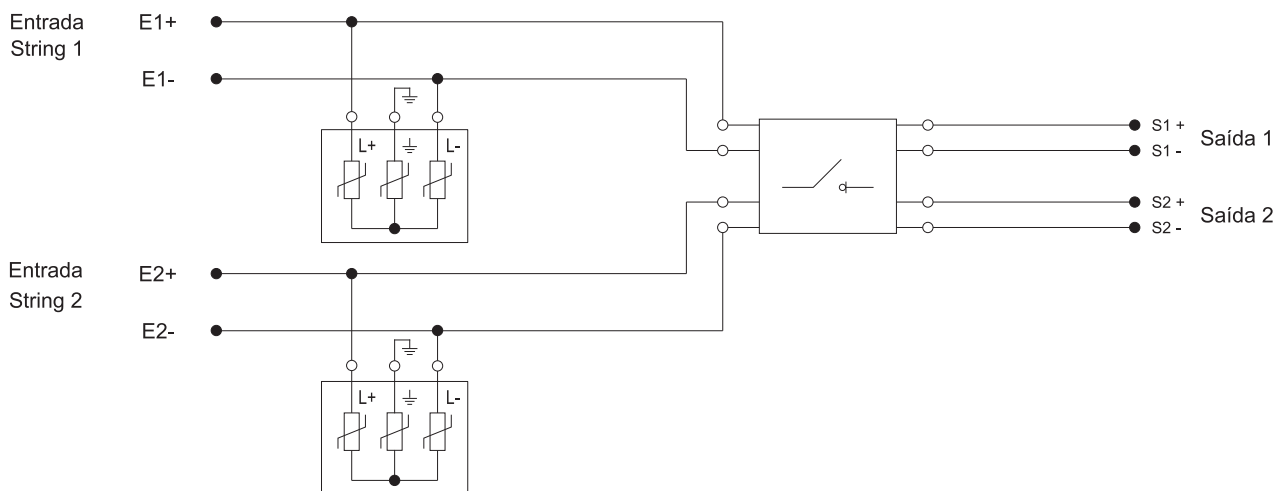 Entrada
String 1
E1+
E1-
L+
L-
S1 +
S1 -
Saída 1
S2 +
S2 -
Saída 2
Entrada
String 2
E2+
E2-
L+
L-